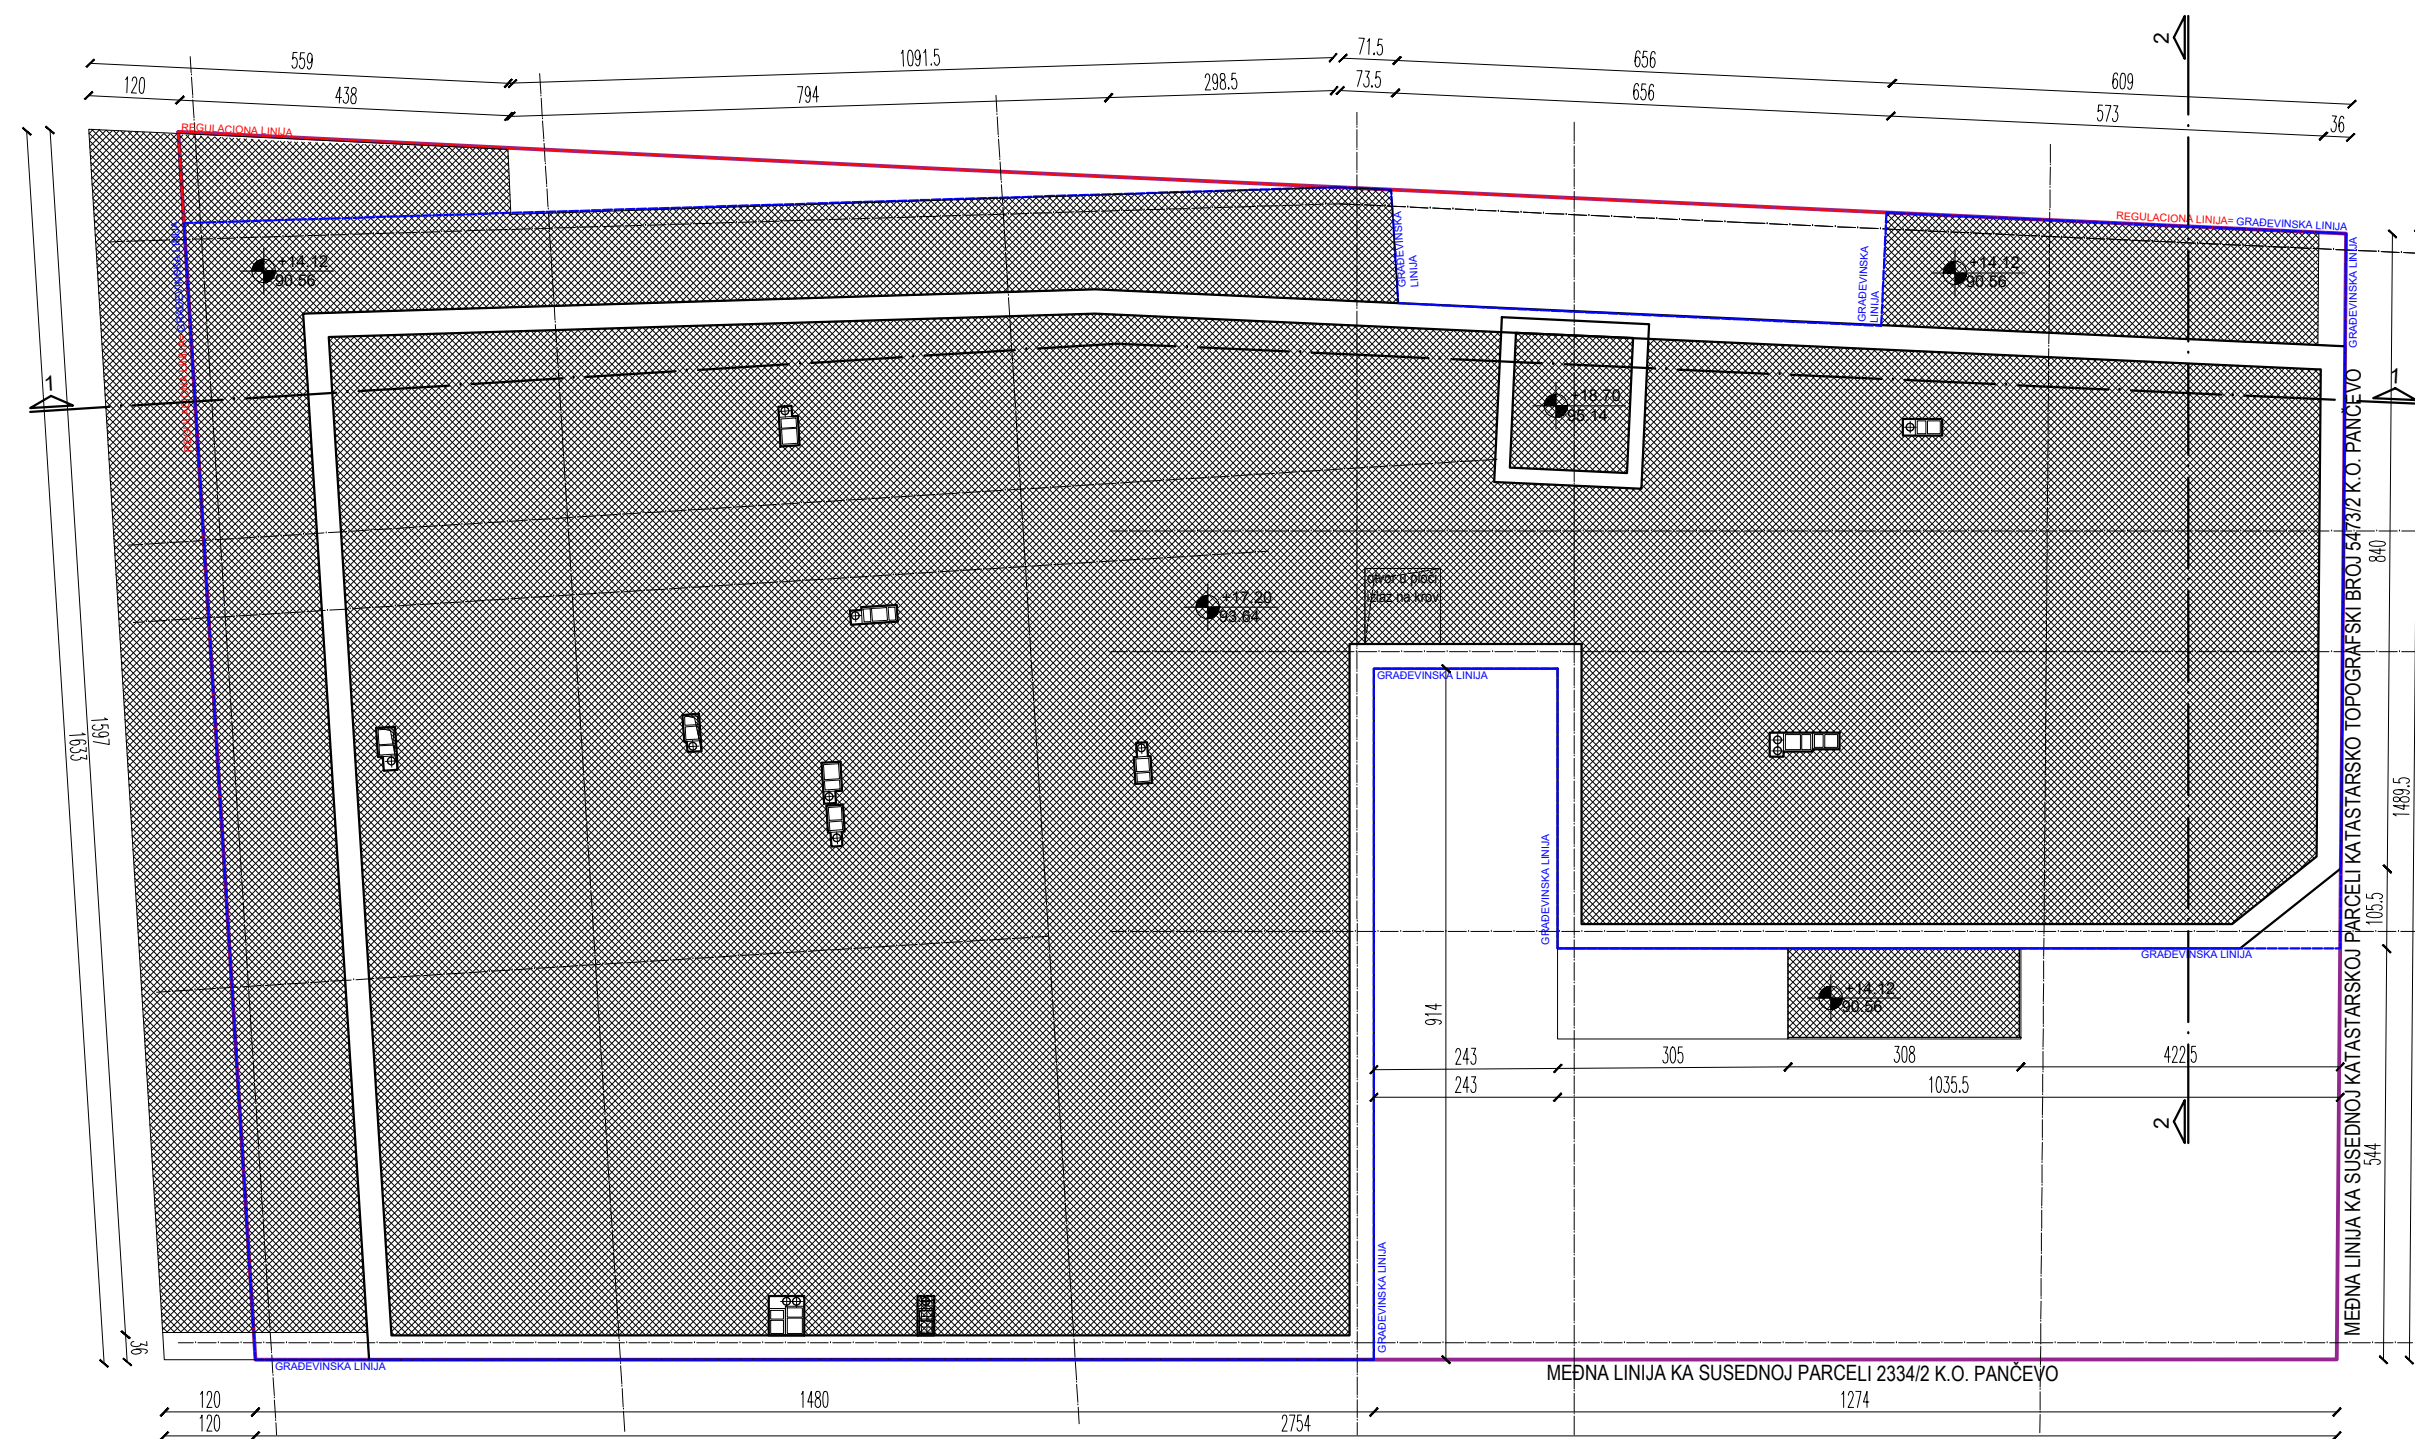 559
1091.5
71.5
656
609
2
120
438
794
298.5
73.5
656
573
36
REGULACIONA LINIJA
REGULACIONA LINIJA= GRAĐEVINSKA LINIJA
GRAĐEVINSKA
LINIJA
GRAĐEVINSKA
LINIJA
GRAĐEVINSKA LINIJA
+14.12
90.56
+14.12
90.56
1
1
+18.70
95.14
otvor u ploči
izlaz na krov
+17.20
93.64
GRAĐEVINSKA LINIJA
GRAĐEVINSKA LINIJA
GRAĐEVINSKA LINIJA
MEĐNA LINIJA KA SUSEDNOJ KATASTARSKOJ PARCELI KATASTARSKO TOPOGRAFSKI BROJ 5473/2 K.O. PANČEVO
840
1489.5
105.5
544
1597
1633
36
914
+14.12
90.56
243
305
308
422.5
243
1035.5
2
GRAĐEVINSKA LINIJA
GRAĐEVINSKA LINIJA
MEĐNA LINIJA KA SUSEDNOJ PARCELI 2334/2 K.O. PANČEVO
120
1480
1274
120
2754